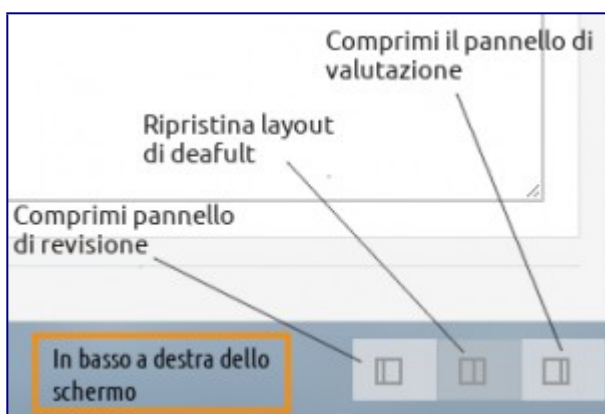 Comprimi il pannello di
valutazione
Ripristina layout
di deafult
Comprimi pannello
di revisione
In basso a destra dello
schermo